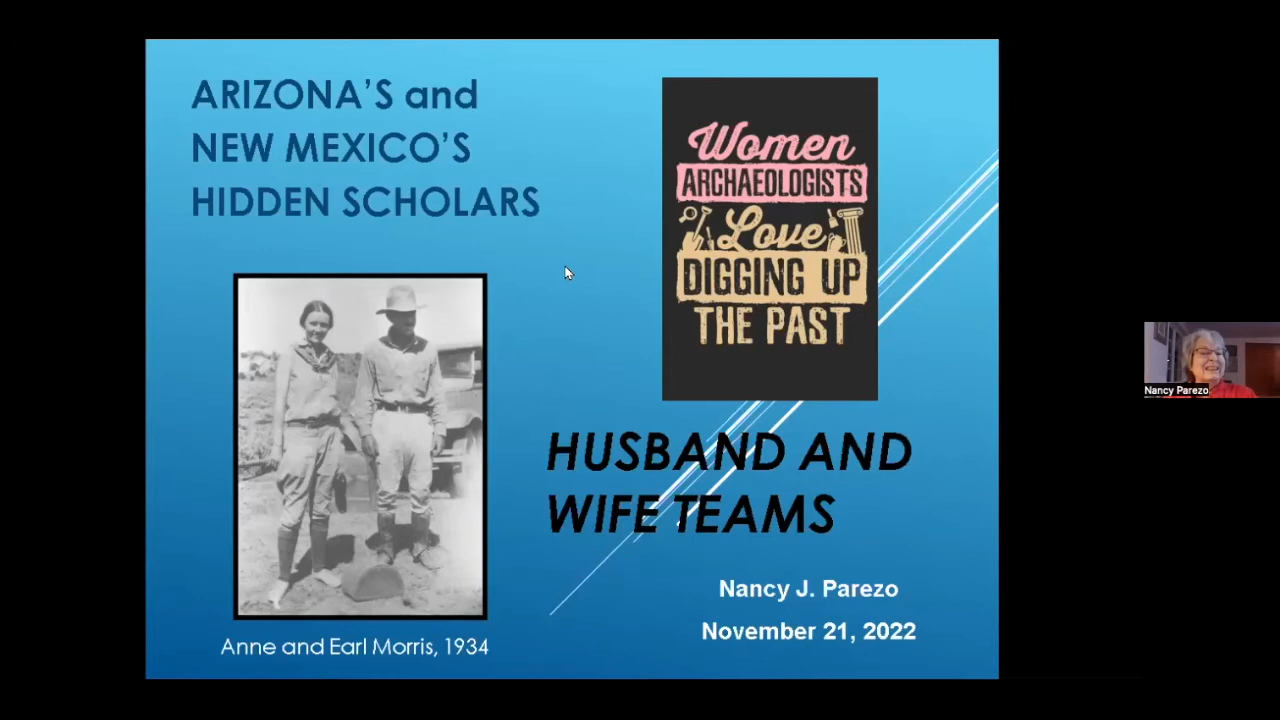 ARIZONA'S and
NEW MEXICO'S
HIDDEN SCHOLARS
Women
ARCHAEOLOGISTS
Love
DIGGING UP
THE PAST
HUSBAND AND
WIFE TEAMS
Nancy J. Parezo
November 21, 2022
Anne and Earl Morris, 1934
Nancy Parezo